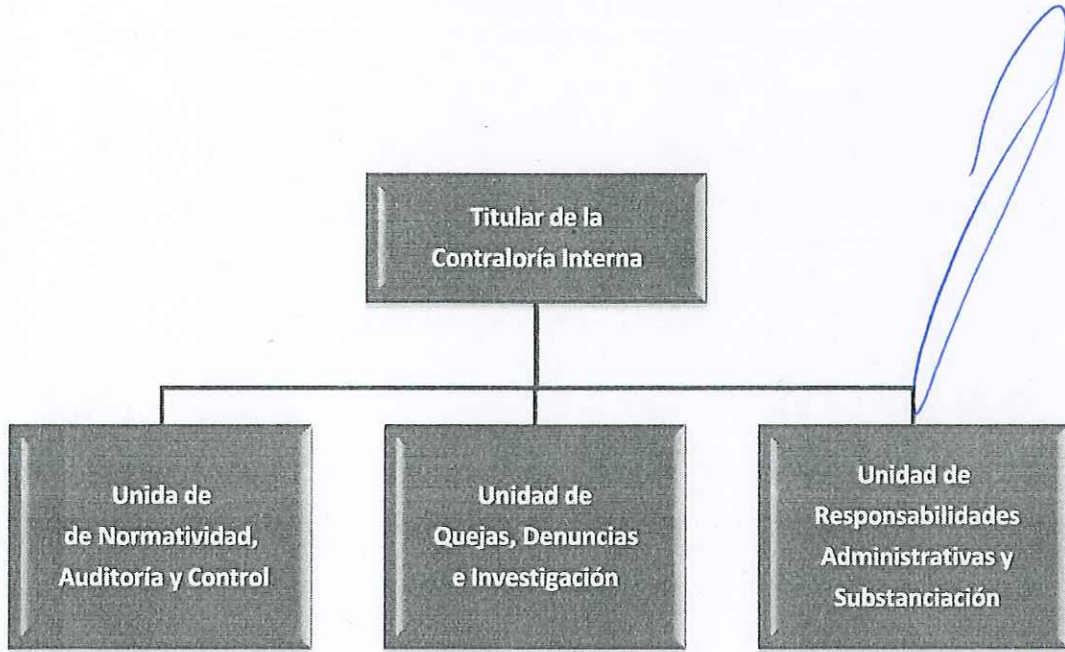 Titular de la
Contraloría Interna
Unida de
de Normatividad,
Auditoría y Control
Unidad de
Quejas, Denuncias
e Investigación
Unidad de
Responsabilidades
Administrativas y
Substanciación